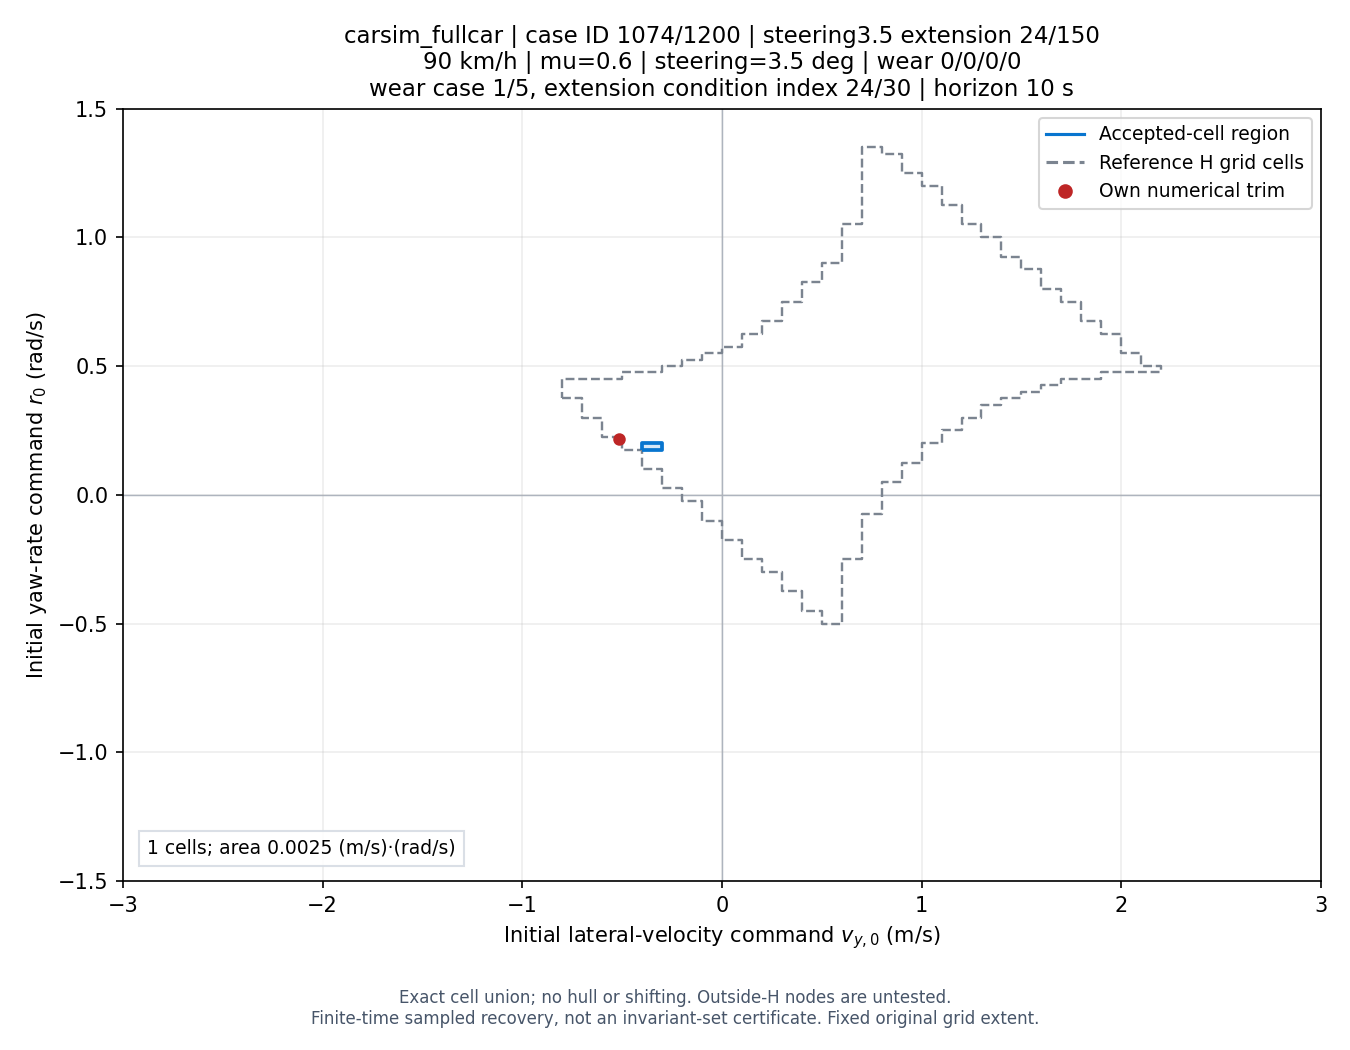 carsim_fullcar | case ID 1074/1200 | steering3.5 extension 24/150
90 km/h | mu=0.6 | steering=3.5 deg | wear 0/0/0/0
wear case 1/5, extension condition index 24/30 | horizon 10 s
Accepted-cell region
Reference H grid cells
Own numerical trim
1.5
1.0
0.5
0.0
−0.5
−1.0
−1.5
Initial yaw-rate command r0 (rad/s)
1 cells; area 0.0025 (m/s)·(rad/s)
−3
−2
−1
0
1
2
3
Initial lateral-velocity command vy,0 (m/s)
Exact cell union; no hull or shifting. Outside-H nodes are untested.
Finite-time sampled recovery, not an invariant-set certificate. Fixed original grid extent.